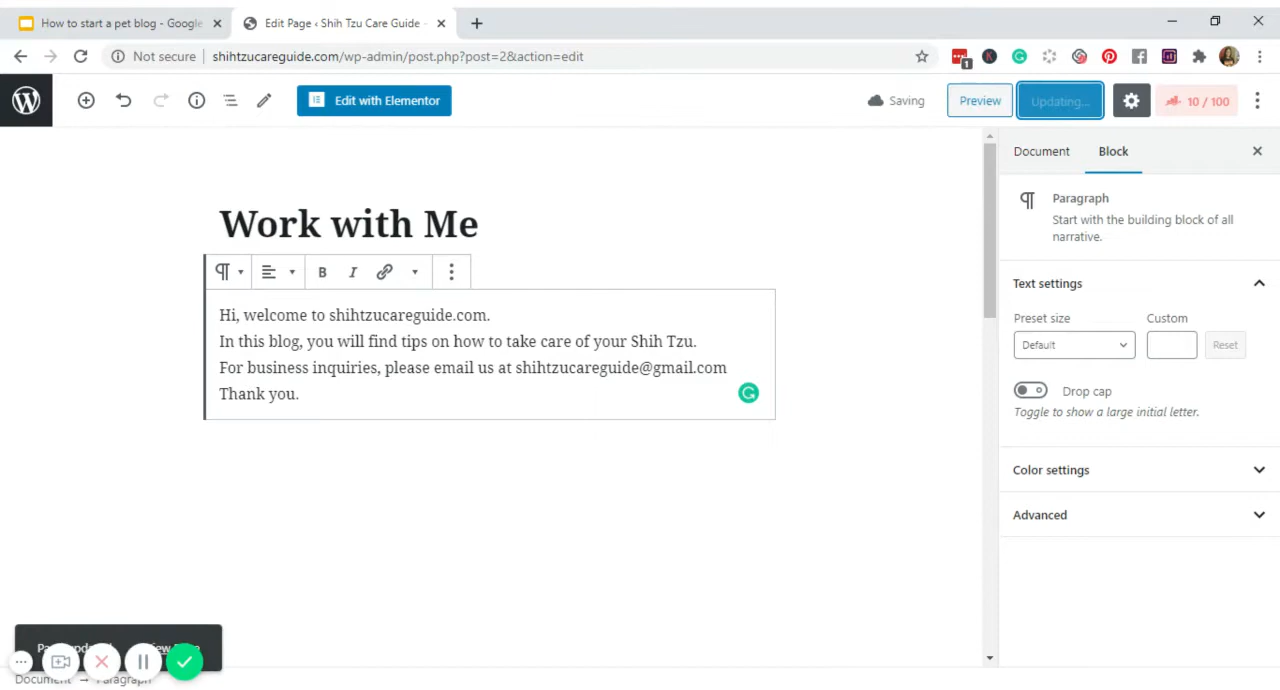 How to start a pet blog - Google
Edit Page ‹ Shih Tzu Care Guide -
Not secure
shihtzucareguide.com/wp-admin/post.php?post=2&action=edit
1
Edit with Elementor
Saving
Preview
Updating...
10 / 100
Document
Block
Paragraph
Start with the building block of all
narrative.
Work with Me
B I
Hi, welcome to shihtzucareguide.com.
In this blog, you will find tips on how to take care of your Shih Tzu.
For business inquiries, please email us at shihtzucareguide@gmail.com
Thank you.
Text settings
Preset size
Custom
Default
Reset
Drop cap
Toggle to show a large initial letter.
Color settings
Advanced
Document → Paragraph